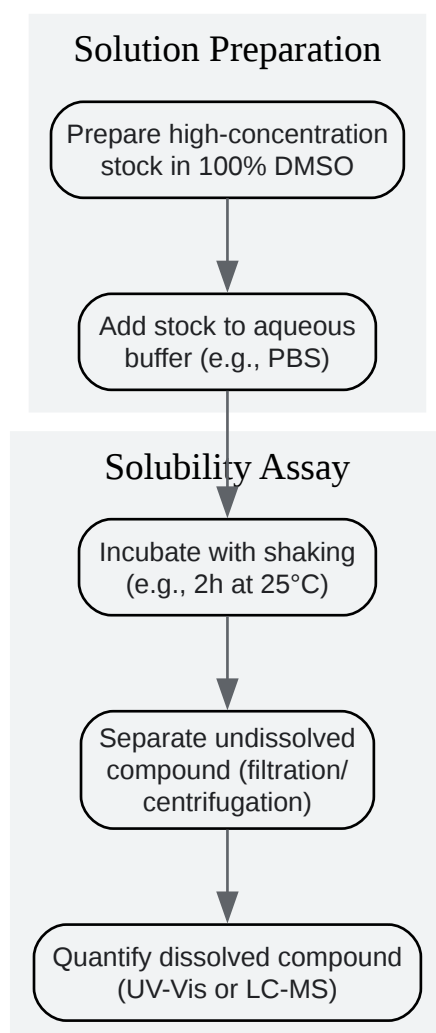 Solution Preparation
Prepare high-concentration
stock in 100% DMSO
Add stock to aqueous
buffer (e.g., PBS)
Solubility Assay
Incubate with shaking
(e.g., 2h at 25°C)
Separate undissolved
compound (filtration/
centrifugation)
Quantify dissolved compound
(UV-Vis or LC-MS)